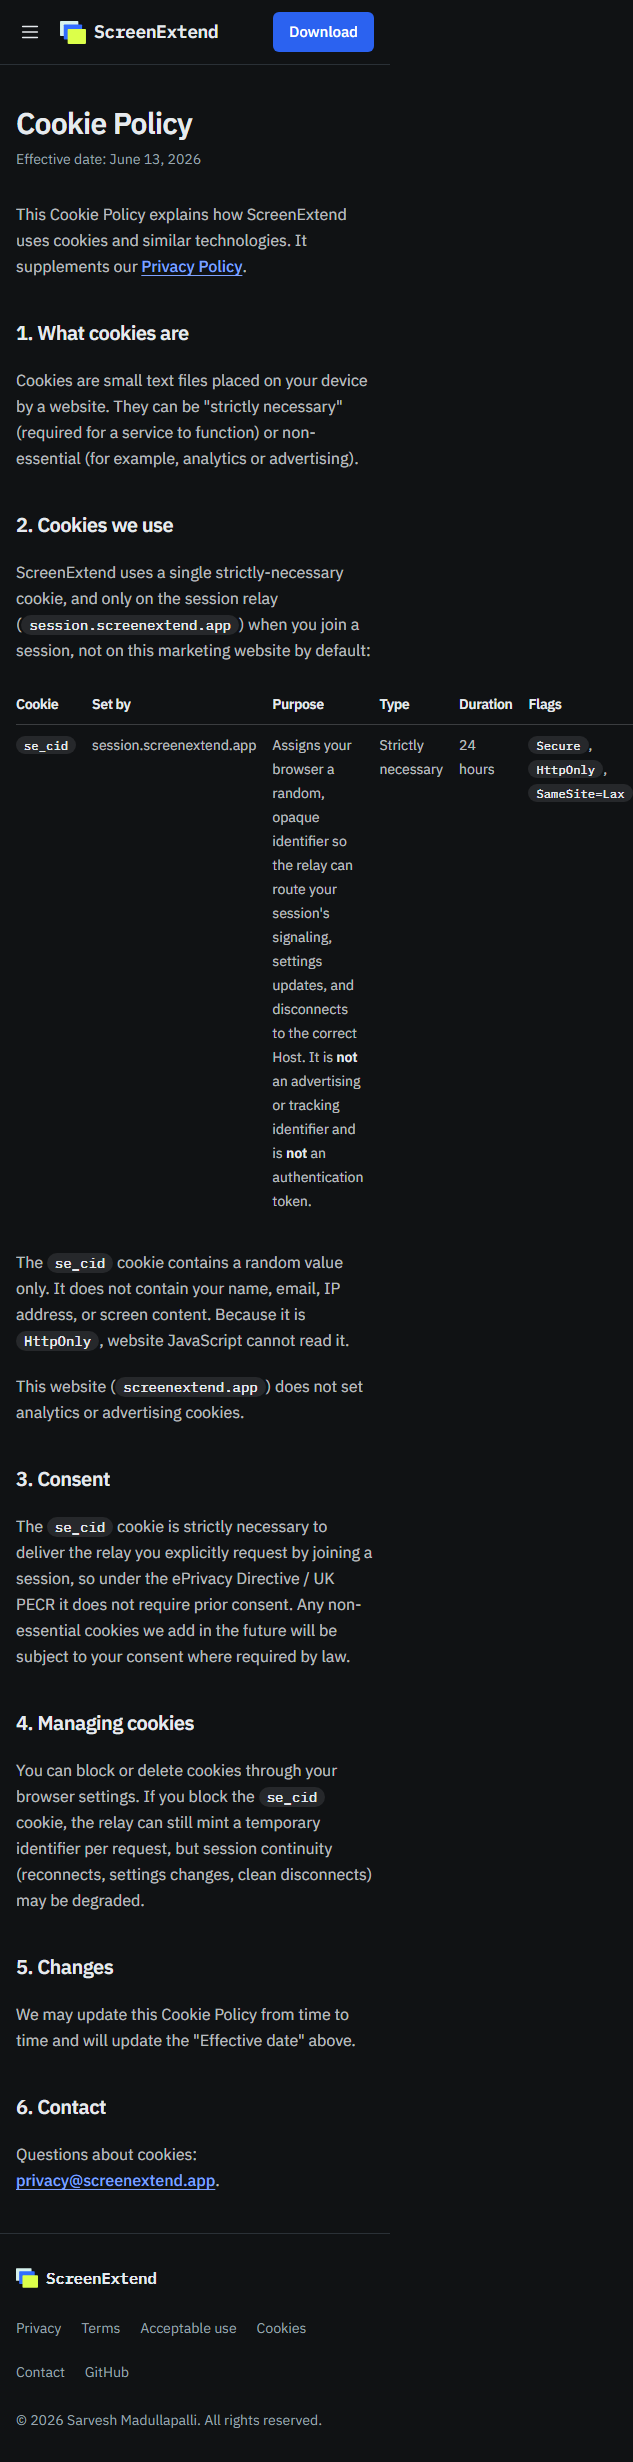 ScreenExtend
Download
Cookie Policy
Effective date: June 13, 2026
This Cookie Policy explains how ScreenExtend
uses cookies and similar technologies. It
supplements our Privacy Policy.
1. What cookies are
Cookies are small text files placed on your device
by a website. They can be "strictly necessary"
(required for a service to function) or non-
essential (for example, analytics or advertising).
2. Cookies we use
ScreenExtend uses a single strictly-necessary
cookie, and only on the session relay
(session.screenextend.app) when you join a
session, not on this marketing website by default:
Cookie Set by Purpose Type Duration Flags
se_cid session.screenextend.app Assigns your Strictly 24 Secure,
browser a necessary hours HttpOnly,
random, SameSite=Lax
opaque
identifier so
the relay can
route your
session's
signaling,
settings
updates, and
disconnects
to the correct
Host. It is not
an advertising
or tracking
identifier and
is not an
authentication
token.
The se_cid cookie contains a random value
only. It does not contain your name, email, IP
address, or screen content. Because it is
HttpOnly, website JavaScript cannot read it.
This website (screenextend.app) does not set
analytics or advertising cookies.
3. Consent
The se_cid cookie is strictly necessary to
deliver the relay you explicitly request by joining a
session, so under the ePrivacy Directive / UK
PECR it does not require prior consent. Any non-
essential cookies we add in the future will be
subject to your consent where required by law.
4. Managing cookies
You can block or delete cookies through your
browser settings. If you block the se_cid
cookie, the relay can still mint a temporary
identifier per request, but session continuity
(reconnects, settings changes, clean disconnects)
may be degraded.
5. Changes
We may update this Cookie Policy from time to
time and will update the "Effective date" above.
6. Contact
Questions about cookies:
privacy@screenextend.app.
ScreenExtend
Privacy Terms Acceptable use Cookies
Contact GitHub
© 2026 Sarvesh Madullapalli. All rights reserved.